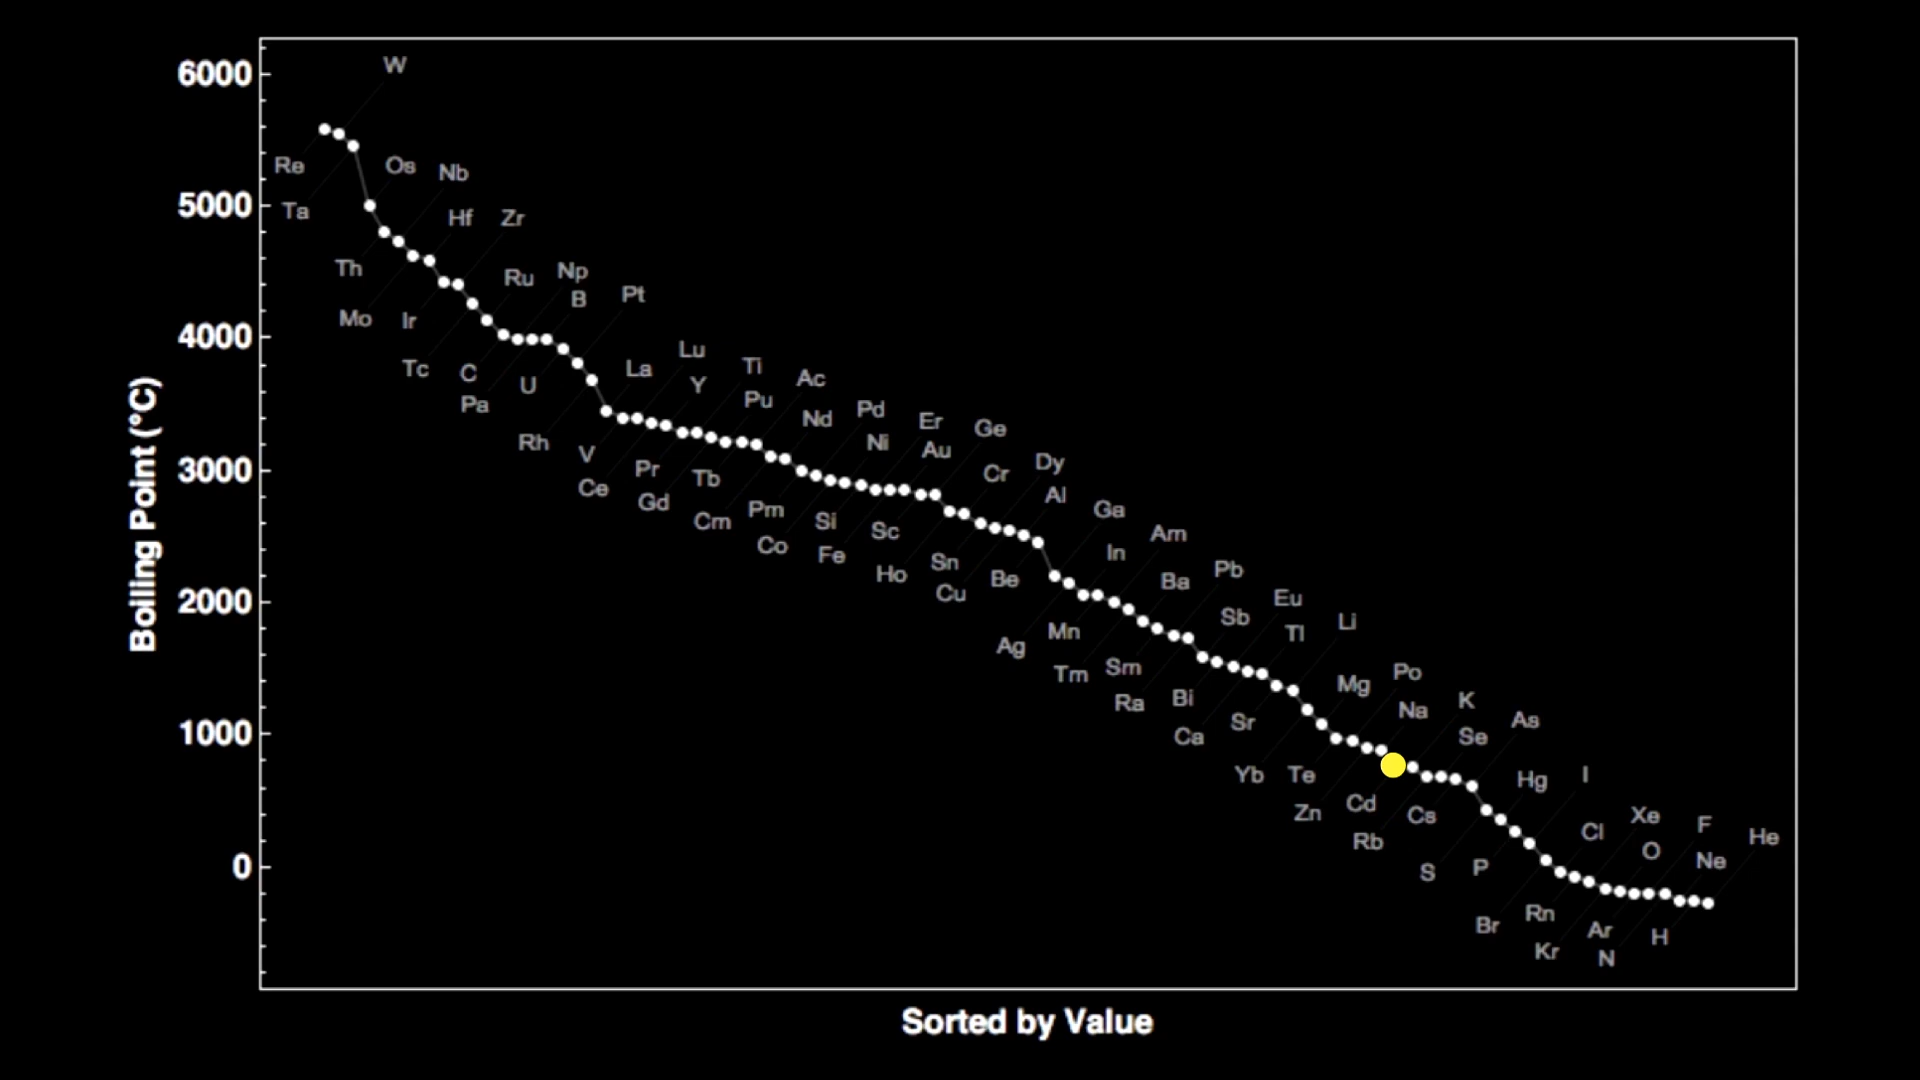 W
6000
Re
Os
Nb
5000
Ta
Hf
Zr
Th
Ru
Np
B
Pt
Mo
Ir
4000
Lu
Tc
C
La
Ti
U
Y
Ac
Pa
Pu
Nd
Pd
Er
Ge
Rh
Ni
Au
V
Pr
Dy
3000
Ce
Tb
Cr
Gd
Al
Pm
Ga
Cm
Si
Sc
Am
Co
Fe
In
Sn
Pb
Ho
Be
Ba
Cu
Eu
2000
Sb
Li
Mn
Tl
Ag
Sm
Po
Tm
Mg
Bi
K
Ra
Na
Sr
As
1000
Ca
Se
Yb
Te
Hg
I
Cd
Zn
Cs
Xe
F
Cl
He
Rb
O
0
S
P
Ne
Rn
Br
Ar
H
Kr
N
Boiling Point (°C)
Sorted by Value